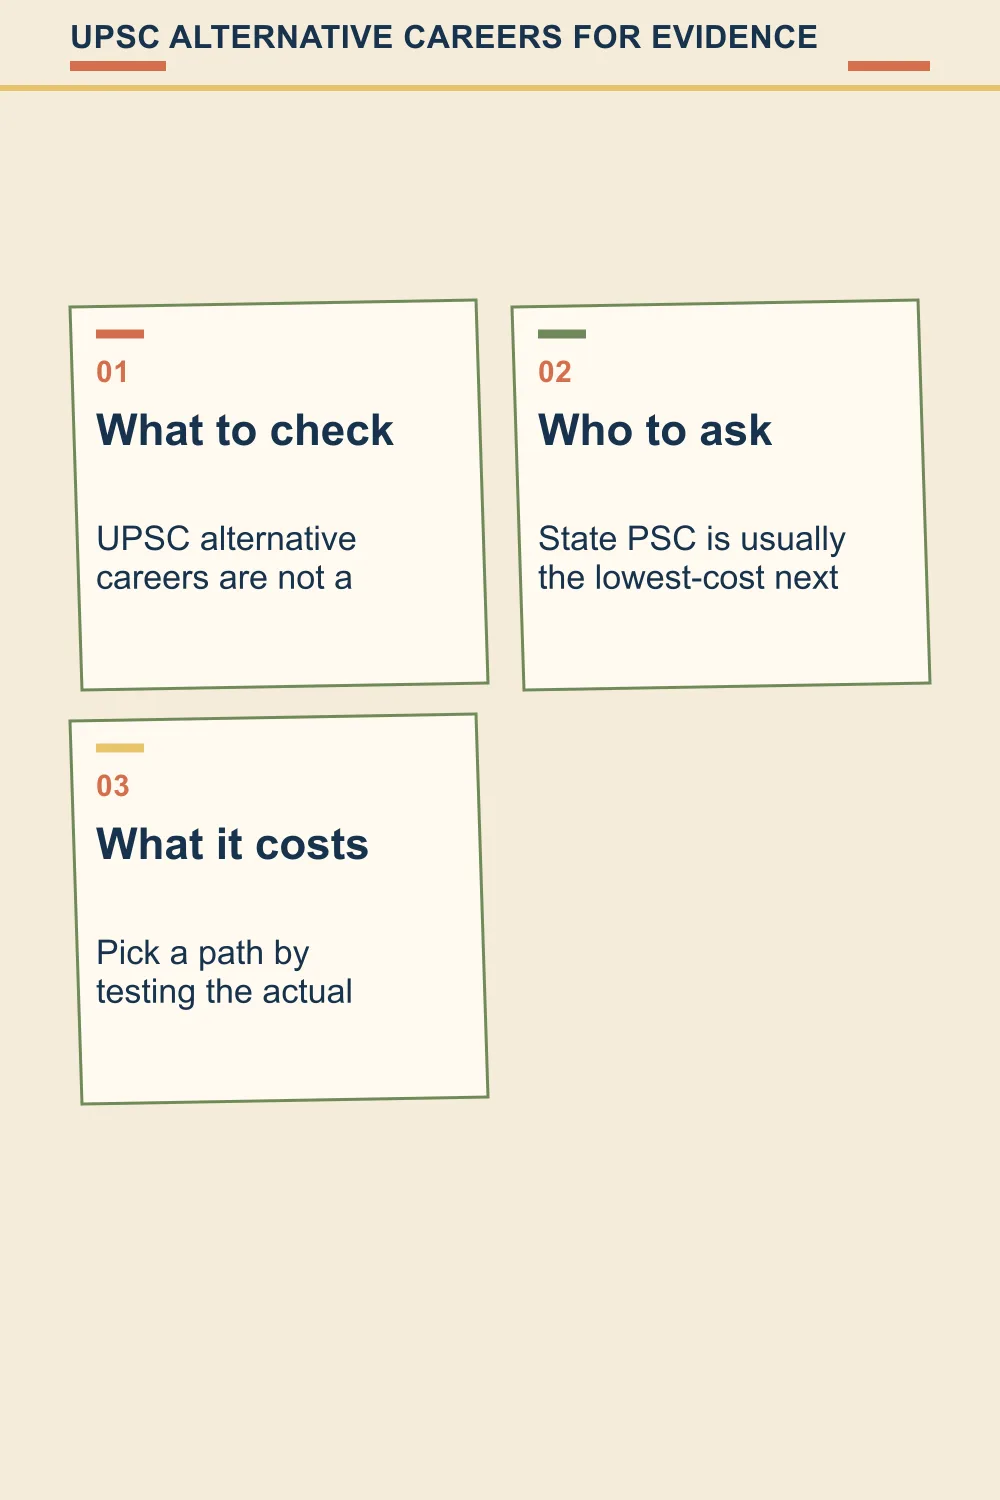 UPSC ALTERNATIVE CAREERS FOR EVIDENCE
01
What to check
UPSC alternative
careers are not a
02
Who to ask
State PSC is usually
the lowest-cost next
03
What it costs
Pick a path by
testing the actual